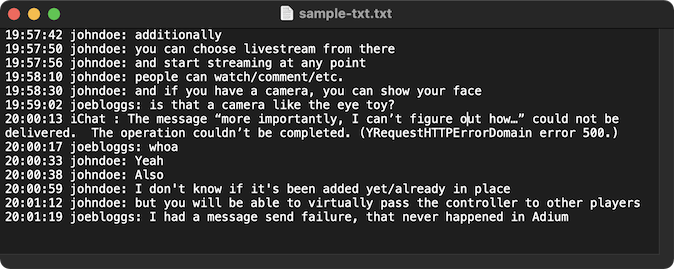 sample-txt.txt
19:57:42 johndoe: additionally
19:57:50 johndoe: you can choose livestream from there
19:57:56 johndoe: and start streaming at any point
19:58:10 johndoe: people can watch/comment/etc.
19:58:30 johndoe: and if you have a camera, you can show your face
19:59:02 joebloggs: is that a camera like the eye toy?
20:00:13 iChat : The message “more importantly, I can’t figure out how…” could not be
delivered.  The operation couldn’t be completed. (YRequestHTTPErrorDomain error 500.)
20:00:17 joebloggs: whoa
20:00:33 johndoe: Yeah
20:00:38 johndoe: Also
20:00:59 johndoe: I don't know if it's been added yet/already in place
20:01:12 johndoe: but you will be able to virtually pass the controller to other players
20:01:19 joebloggs: I had a message send failure, that never happened in Adium